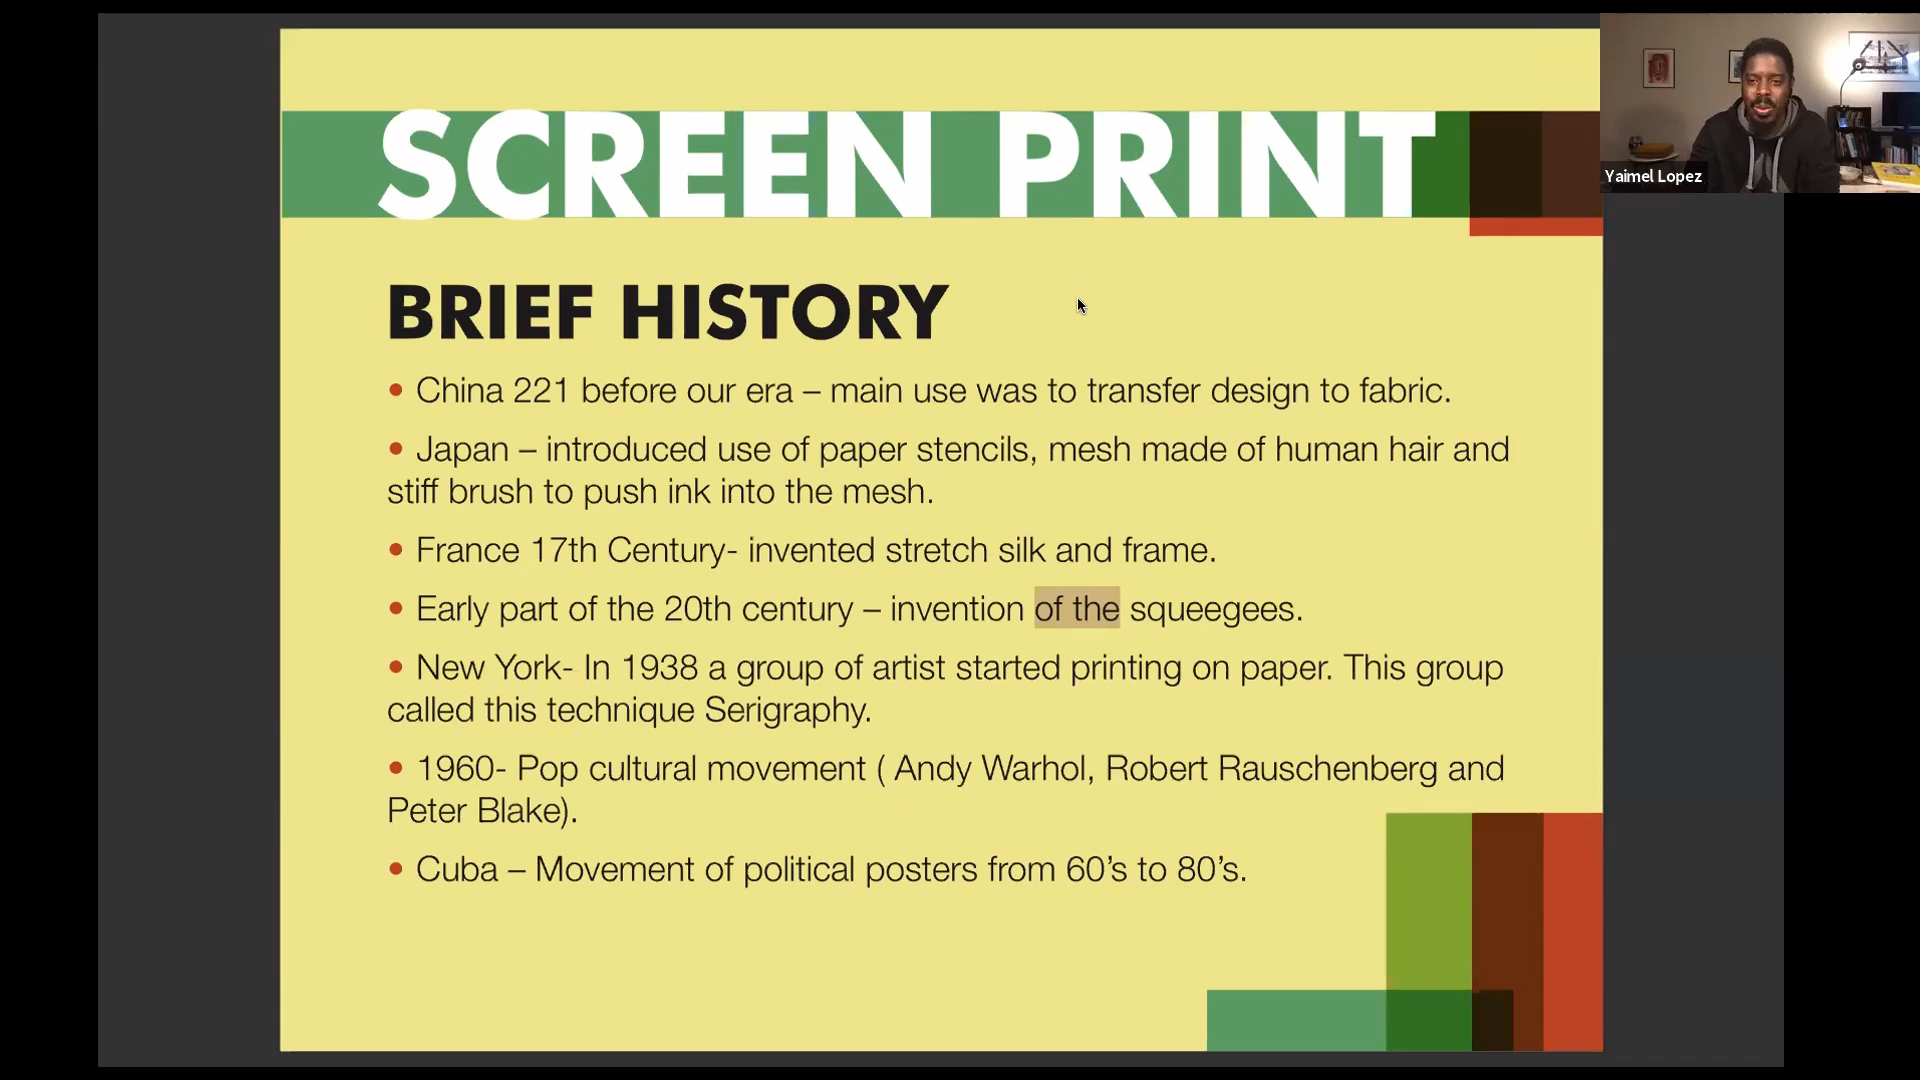 SCREEN PRINT
Yaimel Lopez
BRIEF HISTORY
• China 221 before our era – main use was to transfer design to fabric.
• Japan – introduced use of paper stencils, mesh made of human hair and
stiff brush to push ink into the mesh.
• France 17th Century- invented stretch silk and frame.
• Early part of the 20th century – invention of the squeegees.
• New York- In 1938 a group of artist started printing on paper. This group
called this technique Serigraphy.
• 1960- Pop cultural movement ( Andy Warhol, Robert Rauschenberg and
Peter Blake).
• Cuba – Movement of political posters from 60’s to 80’s.